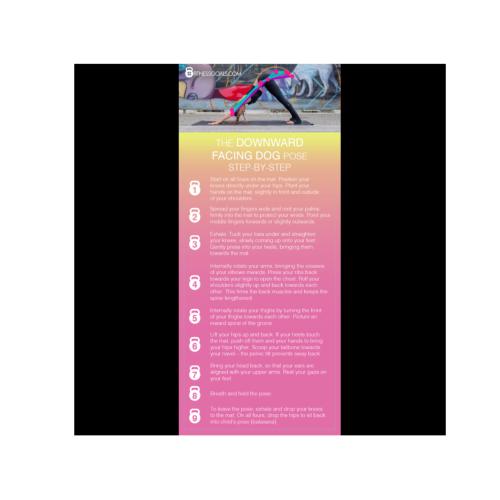 FITNESSGOALS.COM
THE DOWNWARD
FACING DOG POSE
STEP-BY-STEP
1
Start on all fours on the mat. Position your
knees directly under your hips. Plant your
hands on the mat, slightly in front and outside
of your shoulders.
2
Spread your fingers wide and root your palms
firmly into the mat to protect your wrists. Point your
middle fingers forwards or slightly outwards.
3
Exhale. Tuck your toes under and straighten
your knees, slowly coming up onto your feet.
Gently press into your heels, bringing them
towards the mat.
4
Internally rotate your arms, bringing the creases
of your elbows inwards. Press your ribs back
towards your legs to open the chest. Roll your
shoulders slightly up and back towards each
other. This firms the back muscles and keeps the
spine lengthened.
5
Internally rotate your thighs by turning the front
of your thighs towards each other. Picture an
inward spiral of the groins.
6
Lift your hips up and back. If your heels touch
the mat, push off them and your hands to bring
your hips higher. Scoop your tailbone towards
your navel – the pelvic tilt prevents sway back.
7
Bring your head back, so that your ears are
aligned with your upper arms. Rest your gaze on
your feet.
8
Breath and hold the pose.
9
To leave the pose, exhale and drop your knees
to the mat. On all fours, drop the hips to sit back
into child's pose (balasana).